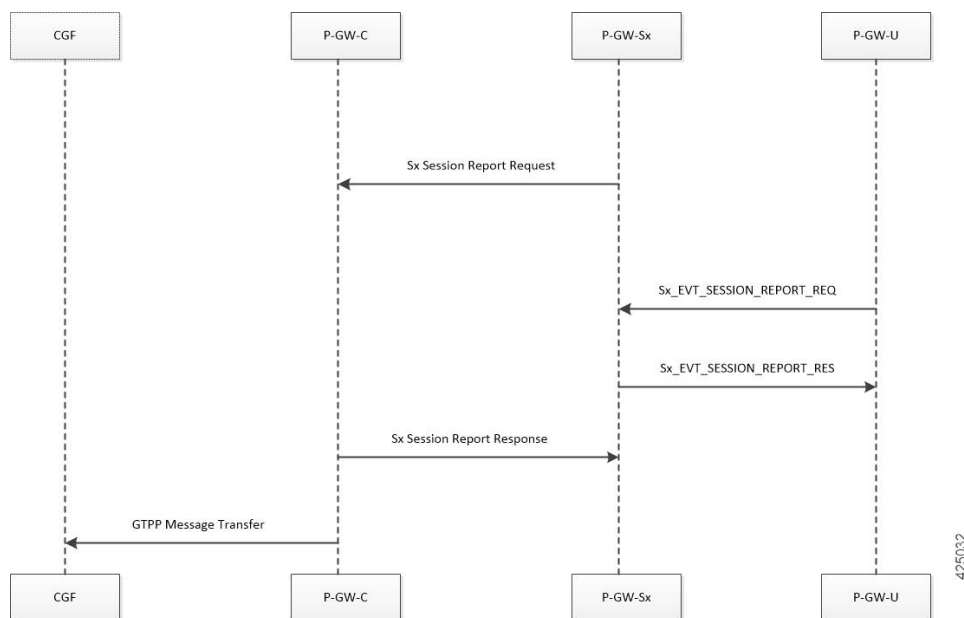 CGF
P-GW-C
P-GW-Sx
P-GW-U
Sx Session Report Request
Sx_EVT_SESSION_REPORT_REQ
Sx_EVT_SESSION_REPORT_RES
Sx Session Report Response
GTPP Message Transfer
425032
CGF
P-GW-C
P-GW-Sx
P-GW-U